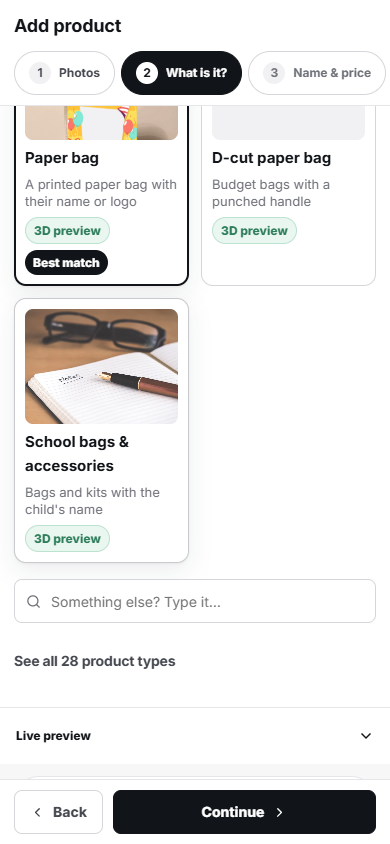 Add product
1 Photos
2 What is it?
3 Name & price
Paper bag
A printed paper bag with
their name or logo
3D preview
Best match
D-cut paper bag
Budget bags with a
punched handle
3D preview
School bags &
accessories
Bags and kits with the
child's name
3D preview
Something else? Type it...
See all 28 product types
Live preview
Back
Continue